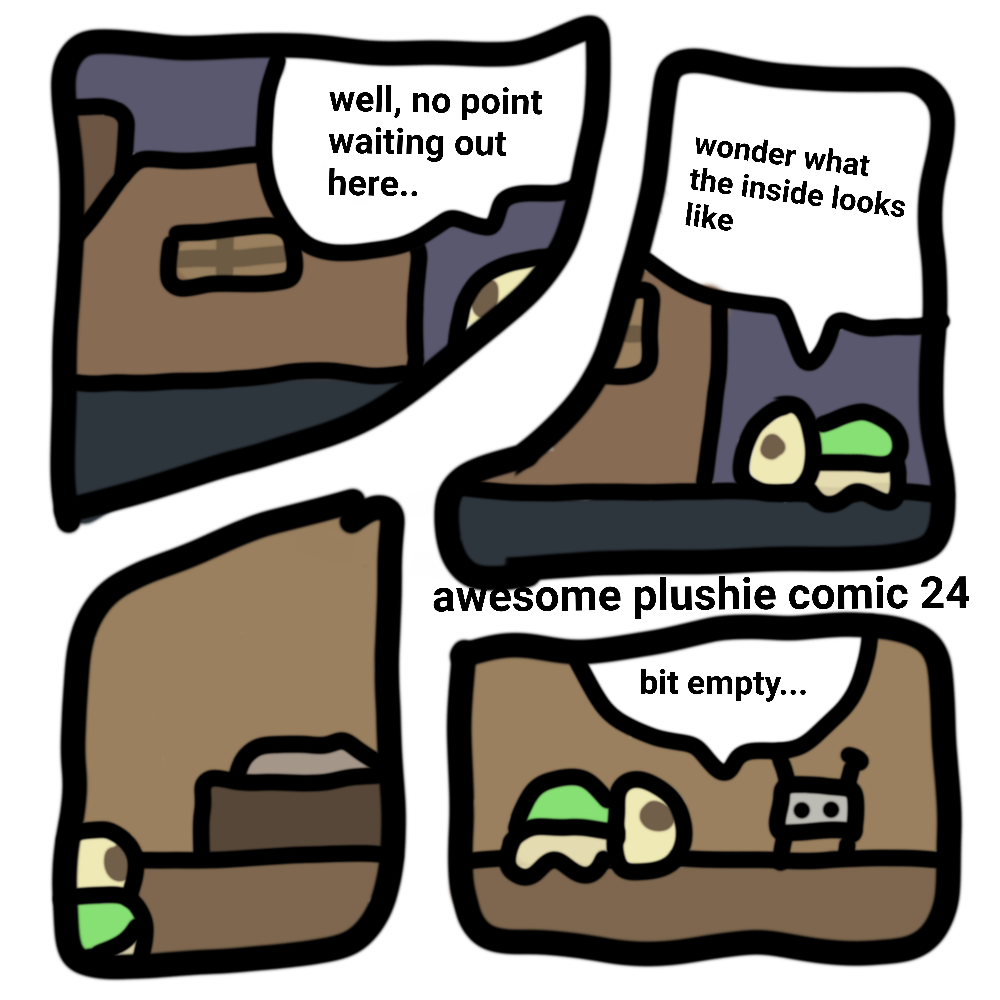 well, no point
waiting out
here..
wonder what
the inside looks
like
awesome plushie comic 24
bit empty...